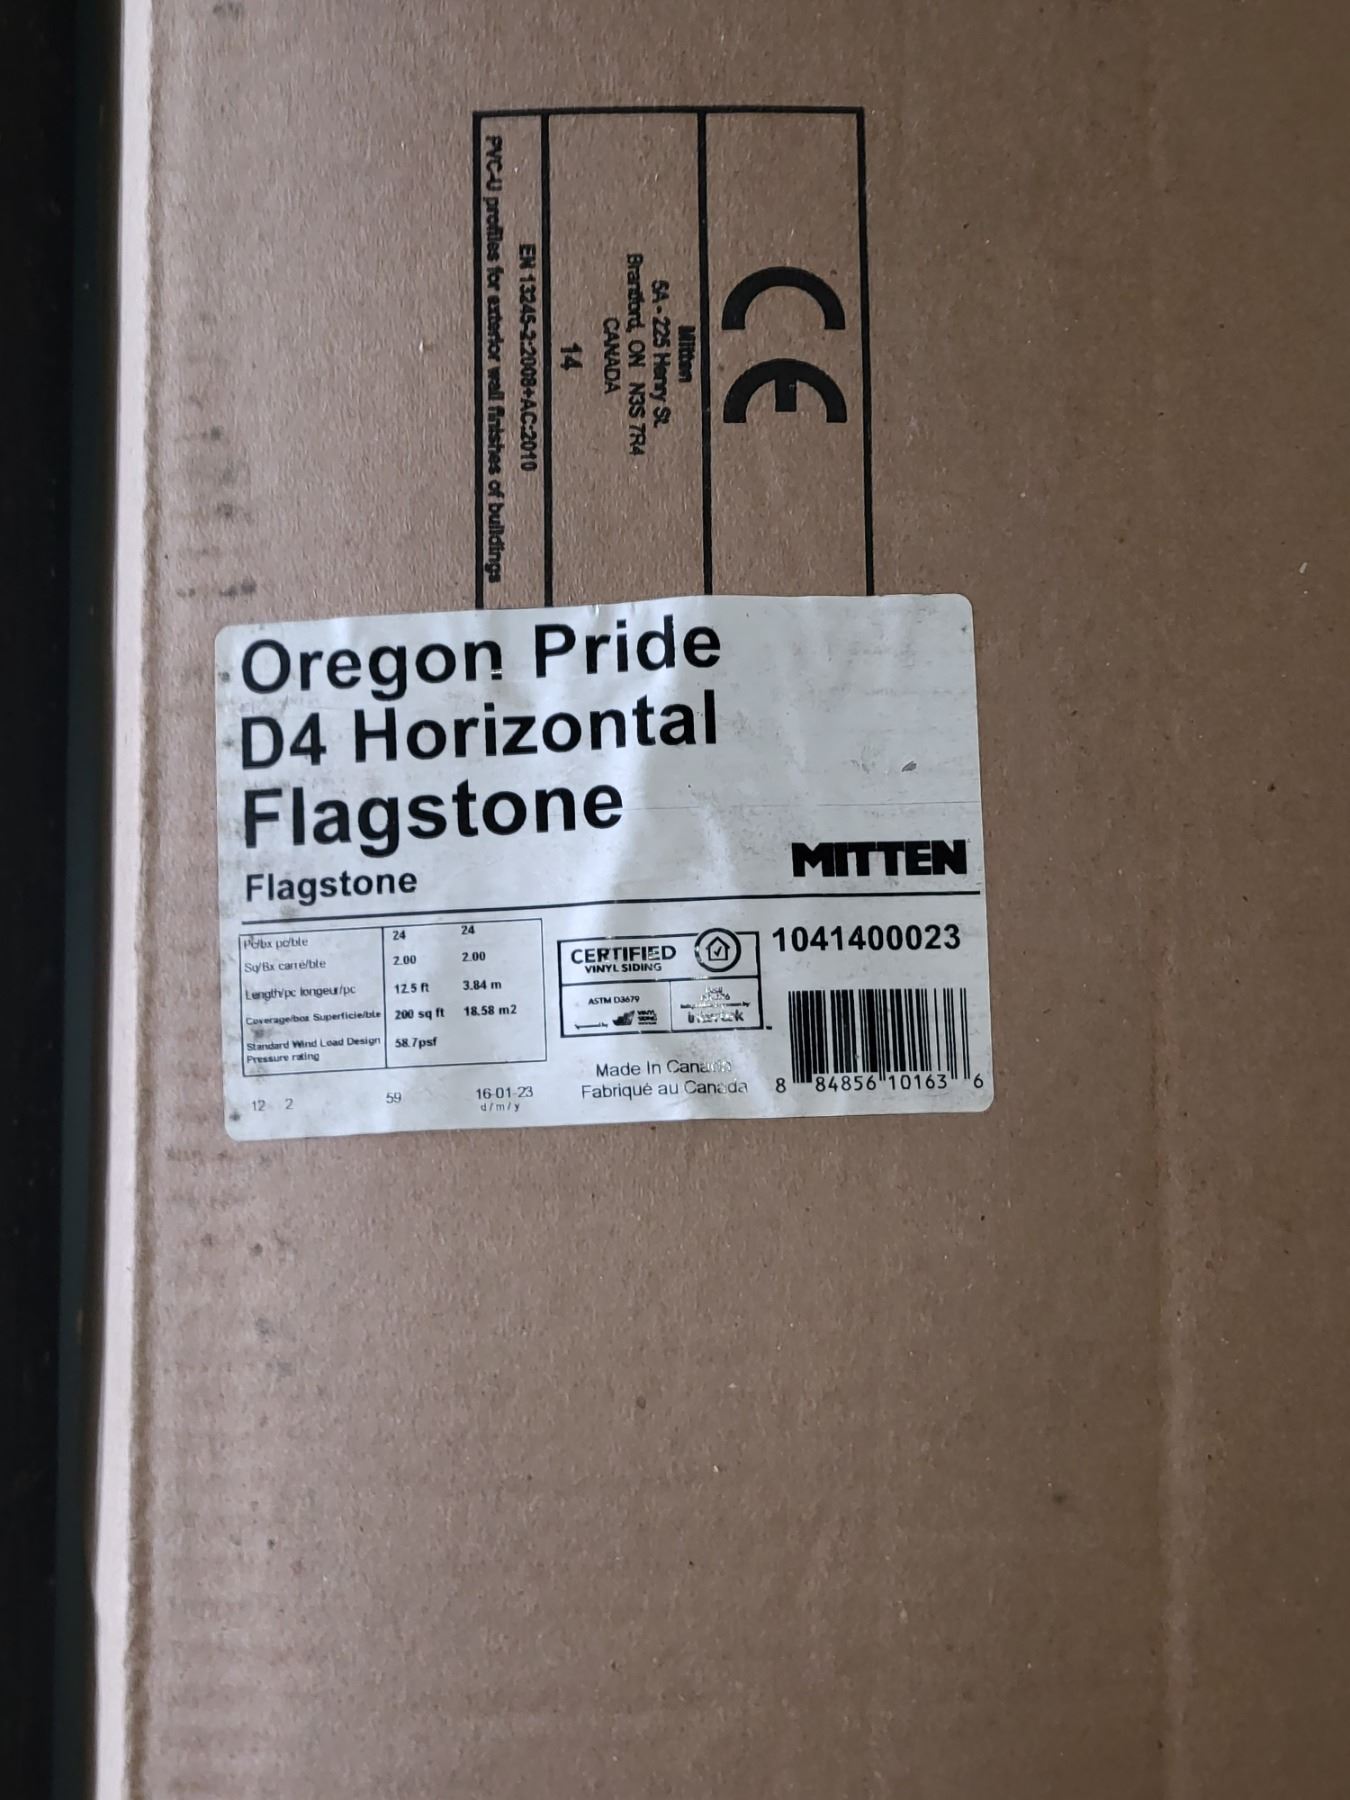 CE
Mitten
5A - 225 Henry St.
Brantford, ON N3S 7R4
CANADA
14
EN 13245-2:2008+AC:2010
PVC-U profiles for exterior wall finishes of buildings
Oregon Pride
D4 Horizontal
Flagstone
Flagstone
MITTEN
Pc/bx pc/ble 24 24
Sq/Bx carré/ble 2.00 2.00
Length/pc longeur/pc 12.5 ft 3.84 m
Coverage/box Superficie/ble 200 sq ft 18.58 m2
Standard Wind Load Design 58.7psf
Pressure rating
12 2 59 16-01-23
d/m/y
CERTIFIED
VINYL SIDING
ASTM D3679
Intertek
Made In Canada
Fabriqué au Canada
1041400023
8 84856 10163 6